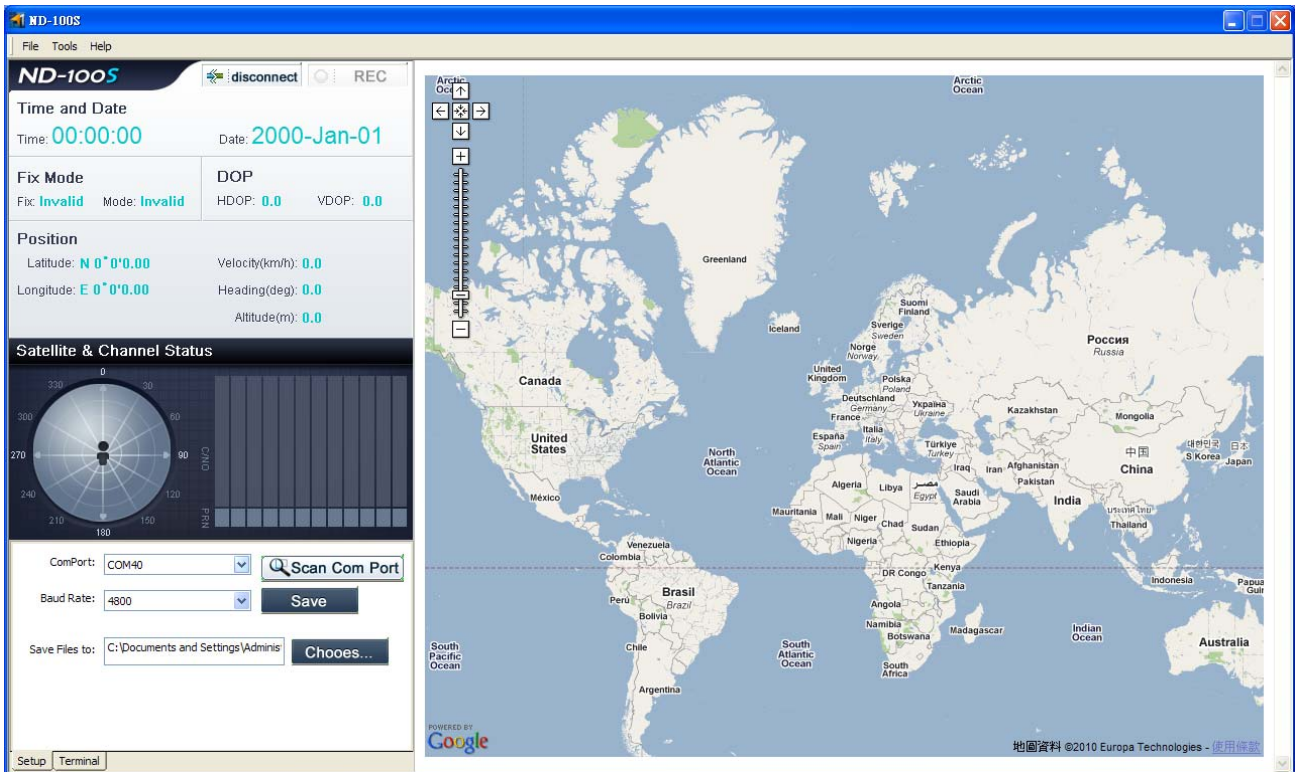 ND-100S
File Tools Help
ND-100S
disconnect
REC
Time and Date
Time: 00:00:00
Date: 2000-Jan-01
Fix Mode
Fix: Invalid Mode: Invalid
DOP
HDOP: 0.0 VDOP: 0.0
Position
Latitude: N 0°0'0.00
Velocity(km/h): 0.0
Longitude: E 0°0'0.00
Heading(deg): 0.0
Altitude(m): 0.0
Satellite & Channel Status
0
30
60
90
120
150
180
210
240
270
300
330
C/NO
PRN
ComPort: COM40
Scan Com Port
Baud Rate: 4800
Save
Save Files to: C:\Documents and Settings\Adminis
Chooes...
Setup Terminal
Arctic
Ocean
Arctic
Ocean
Greenland
Iceland
Suomi
Finland
Sverige
Sweden
Norge
Norway
Россия
Russia
United
Kingdom
Polska
Poland
Deutschland
Germany
Україна
Ukraine
France
Kazakhstan
Mongolia
Canada
United
States
North
Atlantic
Ocean
España
Spain
Italia
Italy
Türkiye
Turkey
中国
China
대한민국
S Korea
日本
Japan
Iraq
Iran
Afghanistan
Pakistan
México
Algeria
Libya
مصر
Egypt
Saudi
Arabia
India
ประเทศไทย
Thailand
Mauritania
Mali
Niger
Chad
Sudan
Nigeria
Ethiopia
Venezuela
Colombia
DR Congo
Kenya
Tanzania
Indonesia
Papua
Perú
Brasil
Brazil
Bolivia
Angola
Namibia
Botswana
Madagascar
Indian
Ocean
Australia
South
Pacific
Ocean
Chile
South
Atlantic
Ocean
South
Africa
Argentina
POWERED BY
Google
地圖資料 ©2010 Europa Technologies - 使用條款